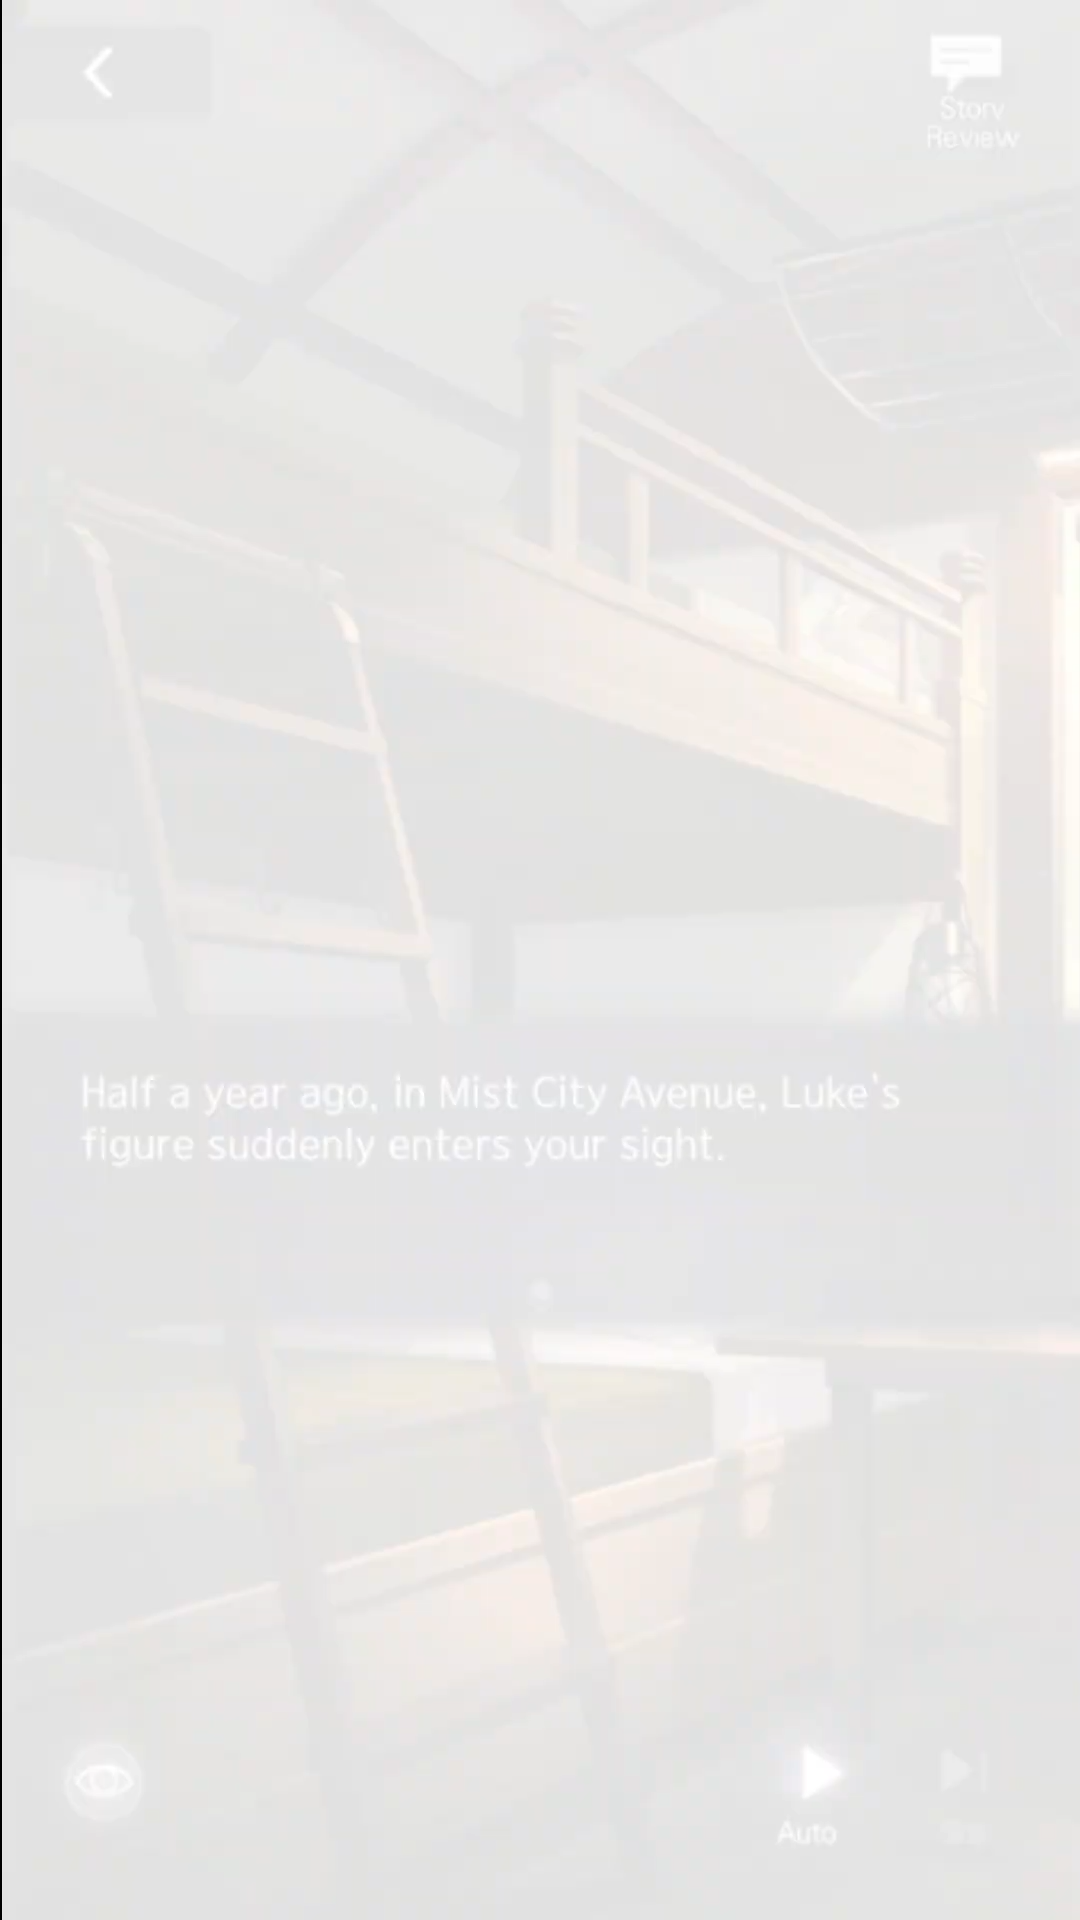 Story
Review
Half a year ago, in Mist City Avenue, Luke's
figure suddenly enters your sight.
Auto